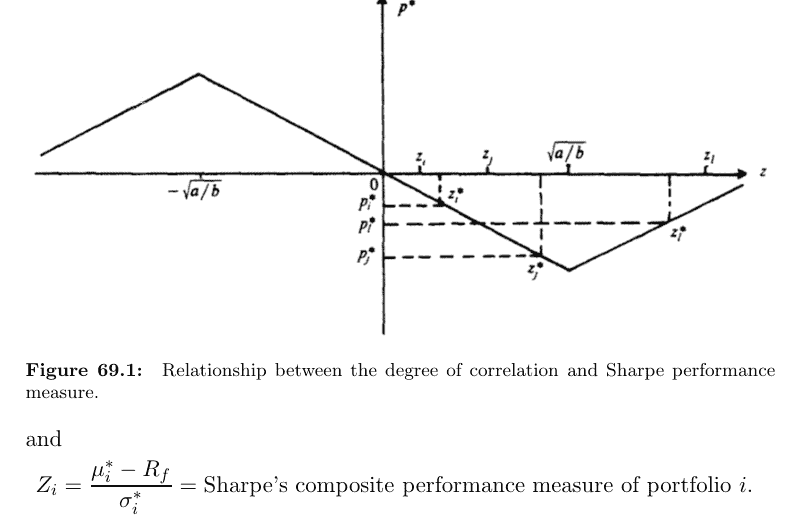 p*
z_i z_j √a/b z_l
z
−√a/b
0
p_i* z_i*
p_l*
z_l*
p_j*
z_j*
Figure 69.1: Relationship between the degree of correlation and Sharpe performance
measure.
and
Z_i = (μ_i* − R_f) / σ_i* = Sharpe's composite performance measure of portfolio i.